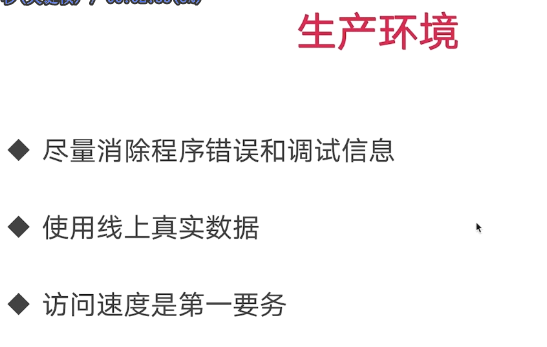 生产环境
尽量消除程序错误和调试信息
使用线上真实数据
访问速度是第一要务